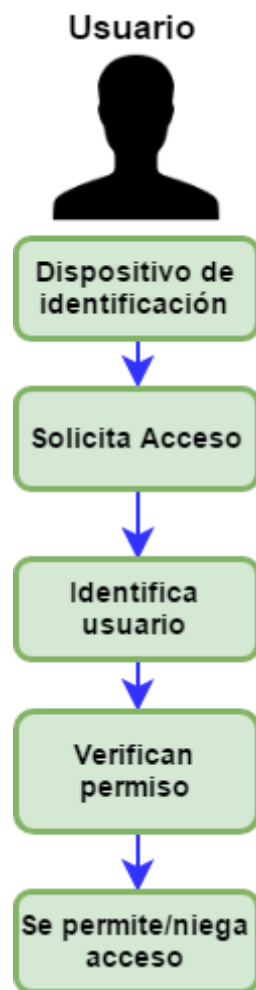 Usuario
Dispositivo de
identificación
Solicita Acceso
Identifica
usuario
Verifican
permiso
Se permite/niega
acceso